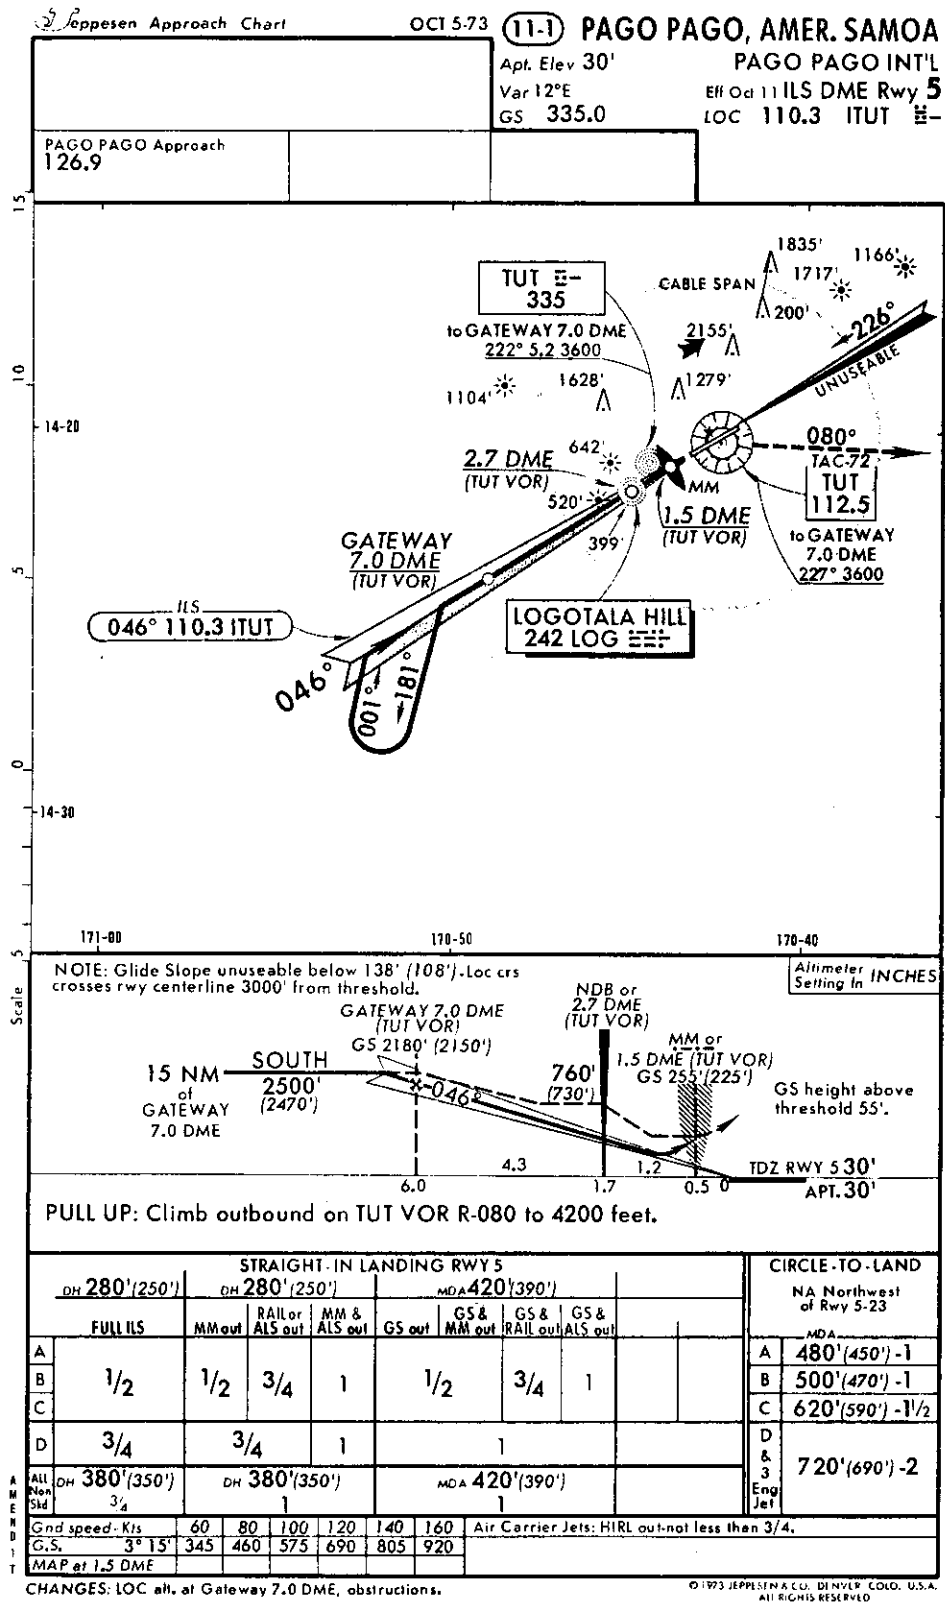 Jeppesen Approach Chart
OCT 5-73
11-1
PAGO PAGO, AMER. SAMOA
Apt. Elev 30'
PAGO PAGO INT'L
Var 12°E
Eff Oct 11 ILS DME Rwy 5
GS 335.0
LOC 110.3 ITUT
PAGO PAGO Approach
126.9
15
1835'
1166'
1717'
TUT
335
CABLE SPAN
200'
226°
to GATEWAY 7.0 DME
222° 5.2 3600
2155'
UNUSEABLE
10
1104'
1628'
1279'
14-20
642'
080°
2.7 DME
(TUT VOR)
TAC-72
TUT
112.5
MM
520'
1.5 DME
(TUT VOR)
399'
GATEWAY
7.0 DME
(TUT VOR)
to GATEWAY
7.0 DME
227° 3600
5
ILS
046° 110.3 ITUT
LOGOTALA HILL
242 LOG
046°
001°
181°
0
14-30
171-00
170-50
170-40
5
Scale
NOTE: Glide Slope unuseable below 138' (108'). Loc crs
crosses rwy centerline 3000' from threshold.
Altimeter
Setting In INCHES
GATEWAY 7.0 DME
(TUT VOR)
GS 2180' (2150')
NDB or
2.7 DME
(TUT VOR)
MM or
1.5 DME (TUT VOR)
GS 255' (225')
15 NM
of
GATEWAY
7.0 DME
SOUTH
2500'
(2470')
046°
760'
(730')
GS height above
threshold 55'.
4.3
1.2
TDZ RWY 5 30'
6.0
1.7
0.5
0
APT. 30'
PULL UP: Climb outbound on TUT VOR R-080 to 4200 feet.
STRAIGHT-IN LANDING RWY 5
CIRCLE-TO-LAND
DH 280' (250')
DH 280' (250')
MDA 420' (390')
NA Northwest
of Rwy 5-23
FULL ILS
MM out
RAIL or
ALS out
MM &
ALS out
GS out
GS &
MM out
GS &
RAIL out
GS &
ALS out
MDA
A
B
C
1/2
1/2
3/4
1
1/2
3/4
1
A 480' (450') -1
B 500' (470') -1
C 620' (590') -1 1/2
D
3/4
3/4
1
1
D
&
3
Eng
Jet
720' (690') -2
All
Non
Skd
DH 380' (350')
3/4
DH 380' (350')
1
MDA 420' (390')
1
Gnd speed-Kts 60 80 100 120 140 160
Air Carrier Jets: HIRL out-not less than 3/4.
G.S. 3° 15' 345 460 575 690 805 920
MAP at 1.5 DME
CHANGES: LOC alt. at Gateway 7.0 DME, obstructions.
© 1973 JEPPESEN & CO. DENVER COLO. U.S.A.
All RIGHTS RESERVED